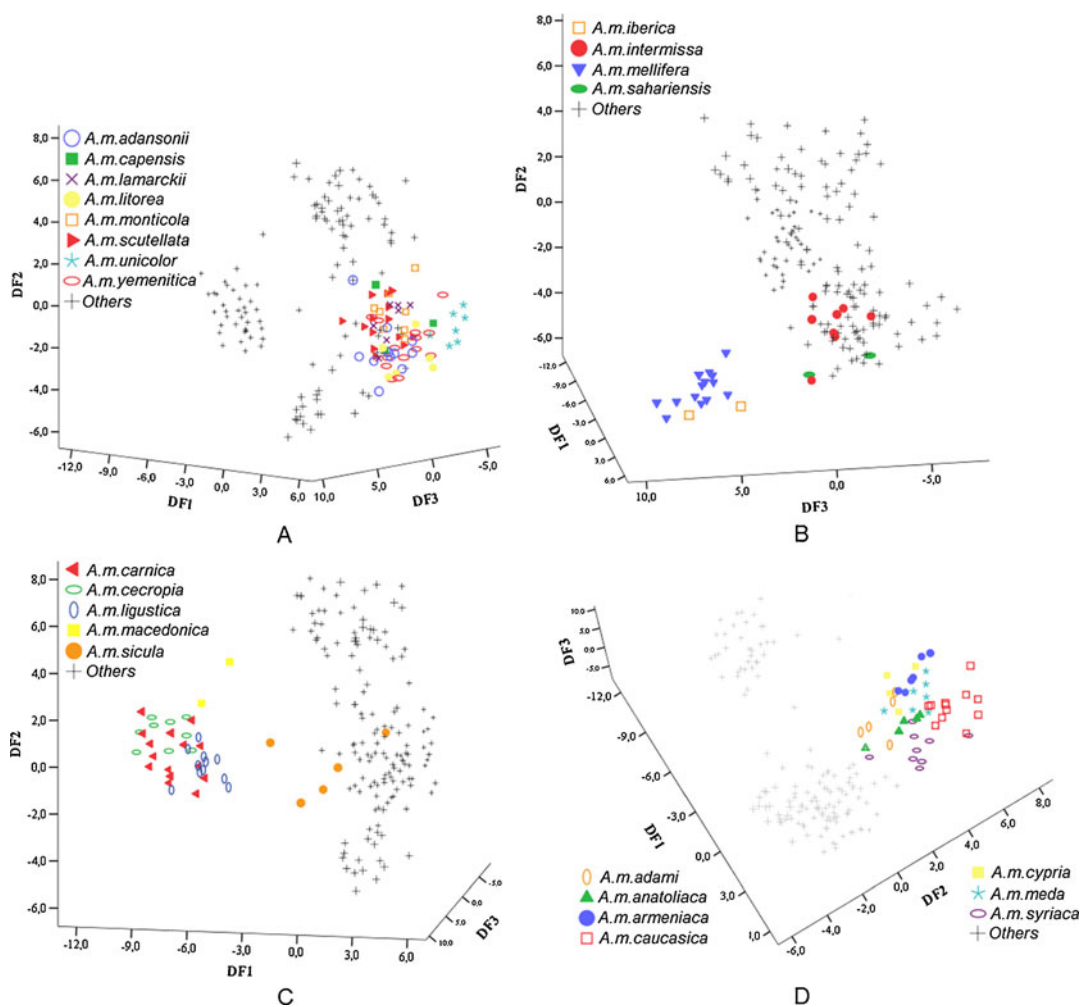 A.m.adansonii
A.m.capensis
A.m.lamarckii
A.m.litorea
A.m.monticola
A.m.scutellata
A.m.unicolor
A.m.yemenitica
Others
DF2
8,0
6,0
4,0
2,0
0,0
-2,0
-4,0
-6,0
-12,0 -9,0 -6,0 -3,0 0,0 3,0 6,0
DF1
10,0 5,0 0,0 -5,0
DF3
A
A.m.iberica
A.m.intermissa
A.m.mellifera
A.m.sahariensis
Others
DF2
8,0
6,0
4,0
2,0
0,0
-2,0
-4,0
-6,0
-12,0
-9,0
-6,0
-3,0
0,0
3,0
6,0
DF1
10,0 5,0 0,0 -5,0
DF3
B
A.m.carnica
A.m.cecropia
A.m.ligustica
A.m.macedonica
A.m.sicula
Others
DF2
8,0
6,0
4,0
2,0
0,0
-2,0
-4,0
-6,0
-9,0 -6,0 -3,0 0,0 3,0 6,0
DF1
-5,0
0,0
5,0
10,0
DF3
C
DF3
10,0
5,0
0,0
-5,0
-12,0
-9,0
-6,0
-3,0
0,0
3,0
DF1
-6,0 -4,0 -2,0 0,0 2,0 4,0 6,0 8,0
DF2
A.m.adami
A.m.anatoliaca
A.m.armeniaca
A.m.caucasica
A.m.cypria
A.m.meda
A.m.syriaca
Others
D